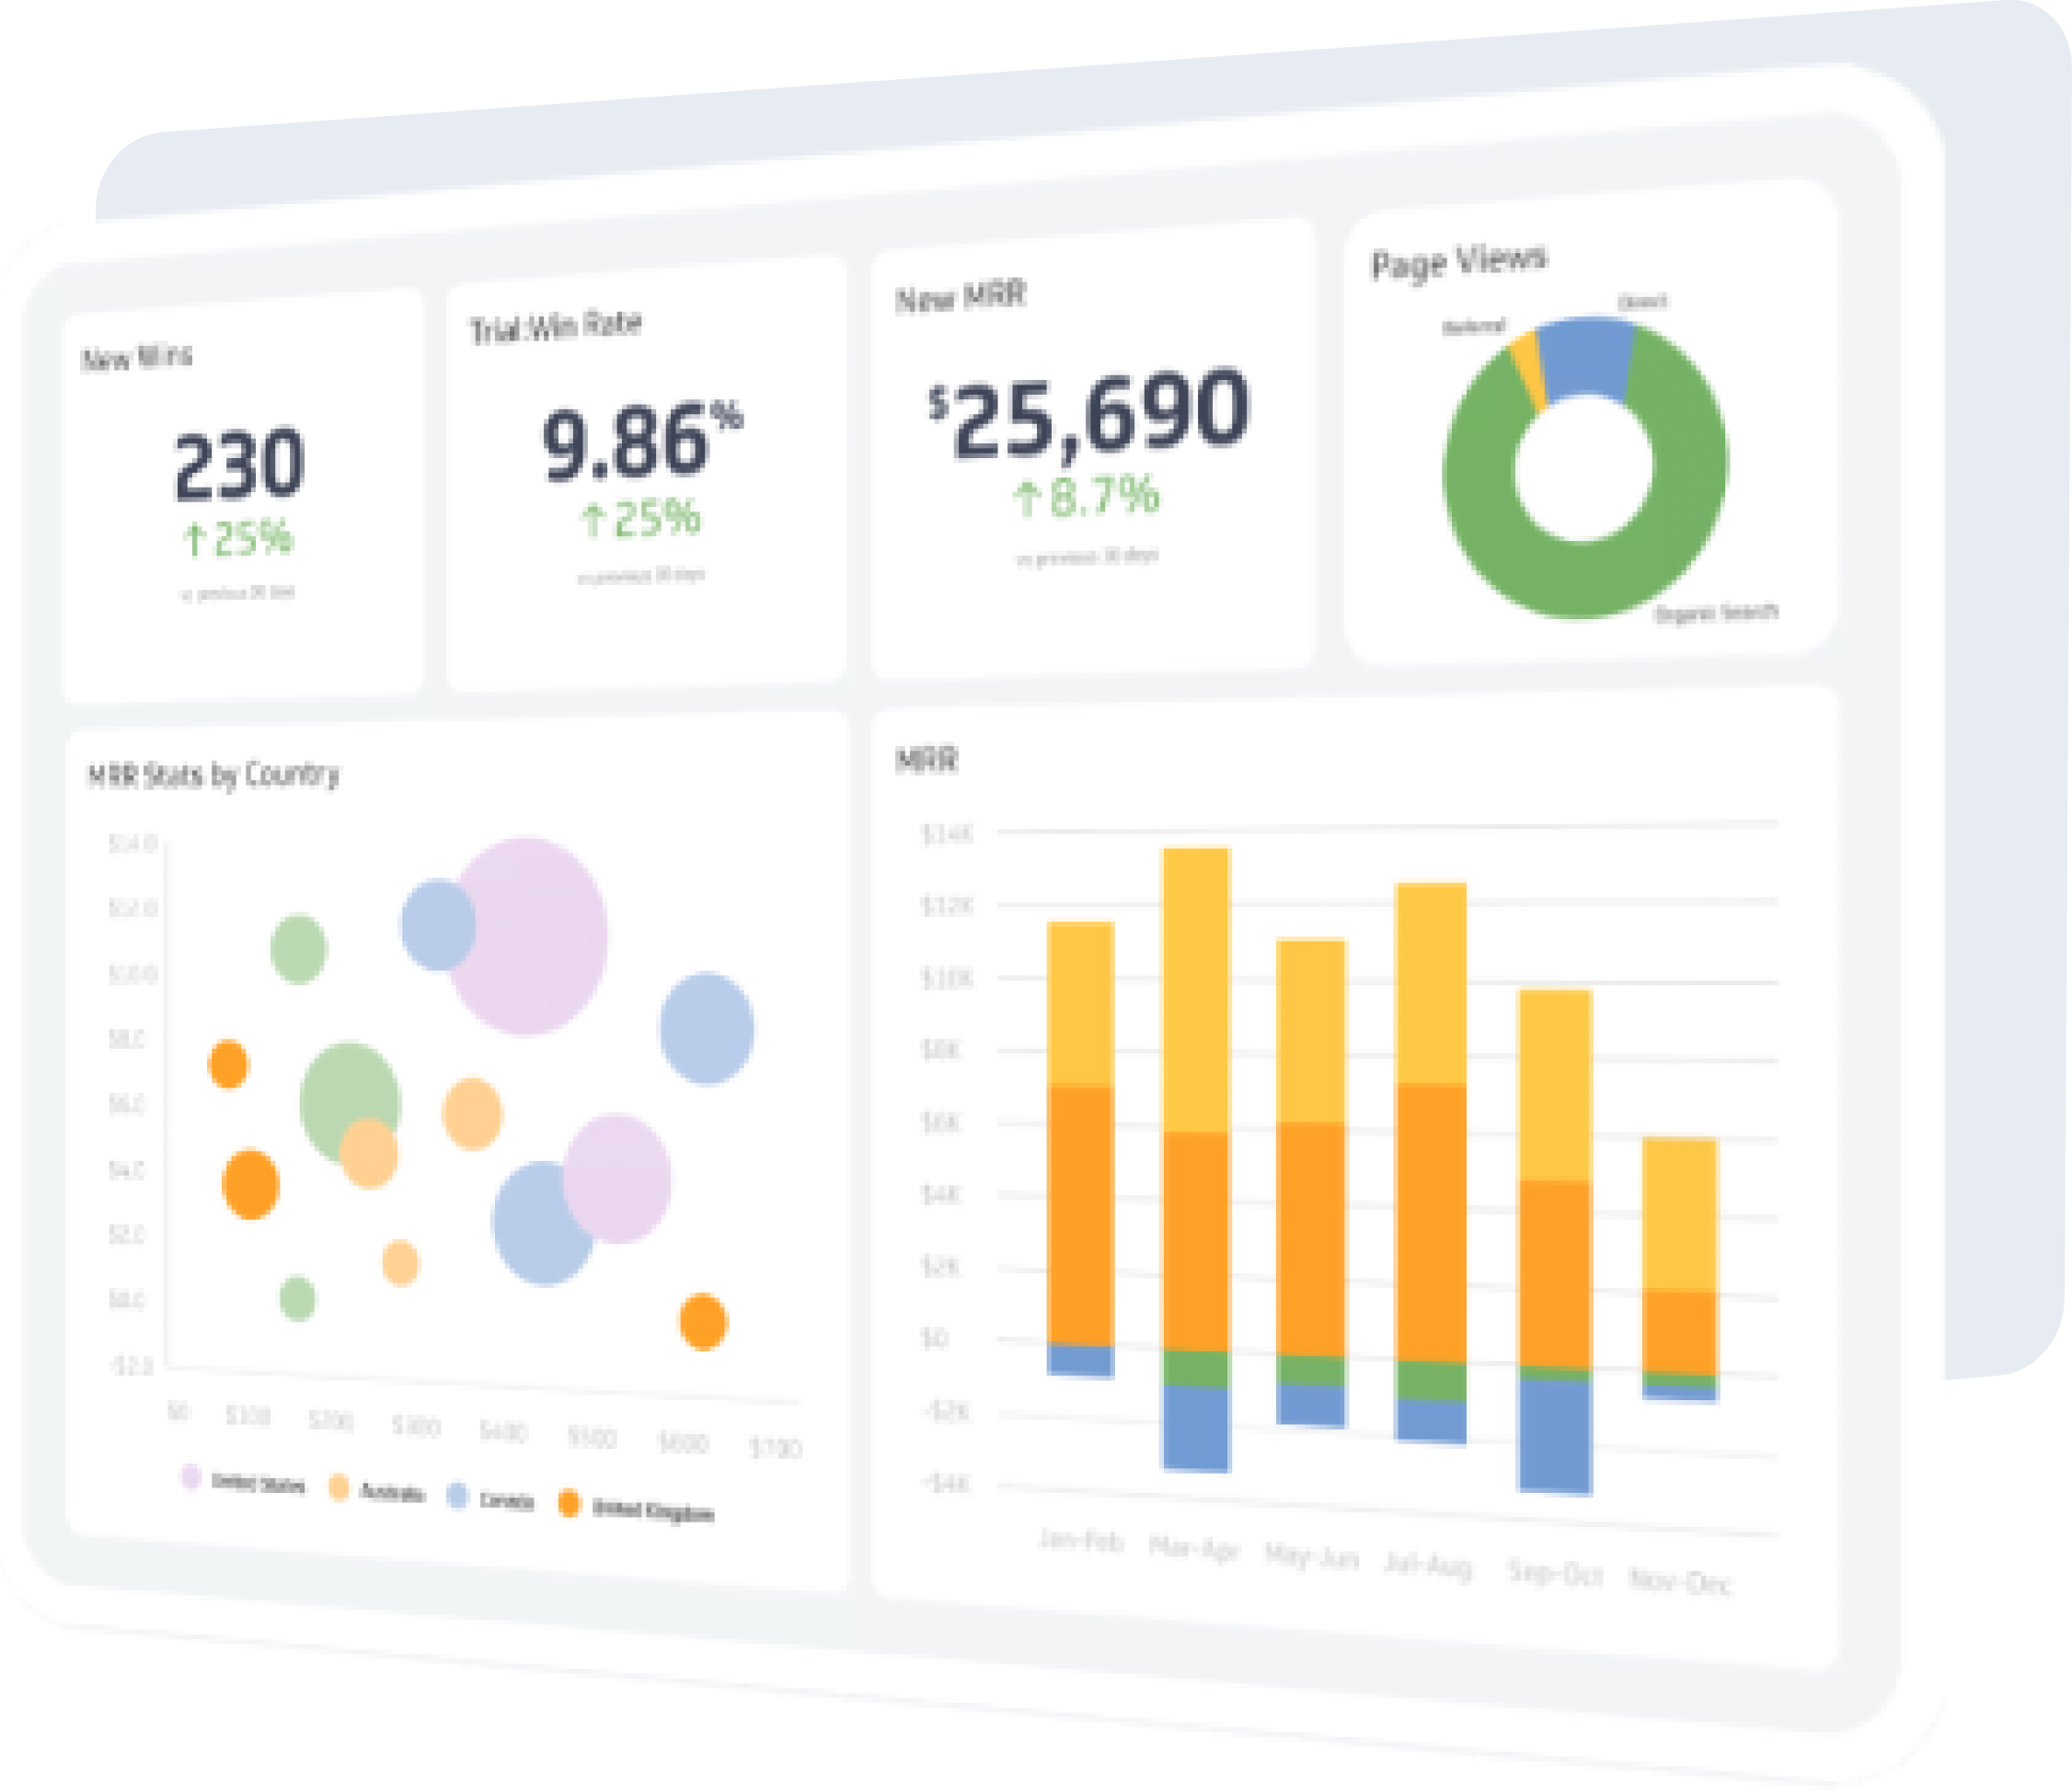 New Wins
230
↑25%
Trial:Win Rate
9.86%
↑25%
vs previous 30 days
New MRR
$25,690
↑8.7%
vs previous 30 days
Page Views
Referral
Direct
Organic Search
MRR Stats by Country
$14.0
$12.0
$10.0
$8.0
$6.0
$4.0
$2.0
$0.0
-$2.0
$0 $100 $200 $300 $400 $500 $600 $700
United States Australia Canada United Kingdom
MRR
$14K
$12K
$10K
$8K
$6K
$4K
$2K
$0
-$2K
-$4K
Jan-Feb Mar-Apr May-Jun Jul-Aug Sep-Oct Nov-Dec